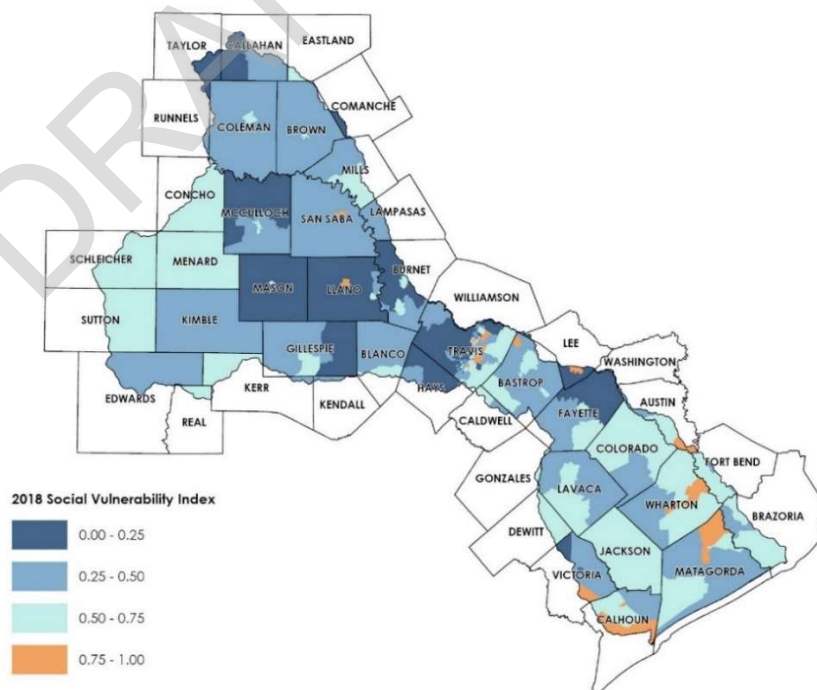 DRAFT
TAYLOR CALLAHAN EASTLAND
RUNNELS COLEMAN BROWN COMANCHE
MILLS
CONCHO MCCULLOCH SAN SABA LAMPASAS
SCHLEICHER MENARD MASON LLANO BURNET
WILLIAMSON
SUTTON KIMBLE GILLESPIE BLANCO TRAVIS LEE
WASHINGTON
EDWARDS REAL KERR KENDALL HAYS BASTROP AUSTIN
CALDWELL FAYETTE
COLORADO FORT BEND
GONZALES LAVACA WHARTON BRAZORIA
DEWITT JACKSON
VICTORIA MATAGORDA
CALHOUN
2018 Social Vulnerability Index
0.00 - 0.25
0.25 - 0.50
0.50 - 0.75
0.75 - 1.00